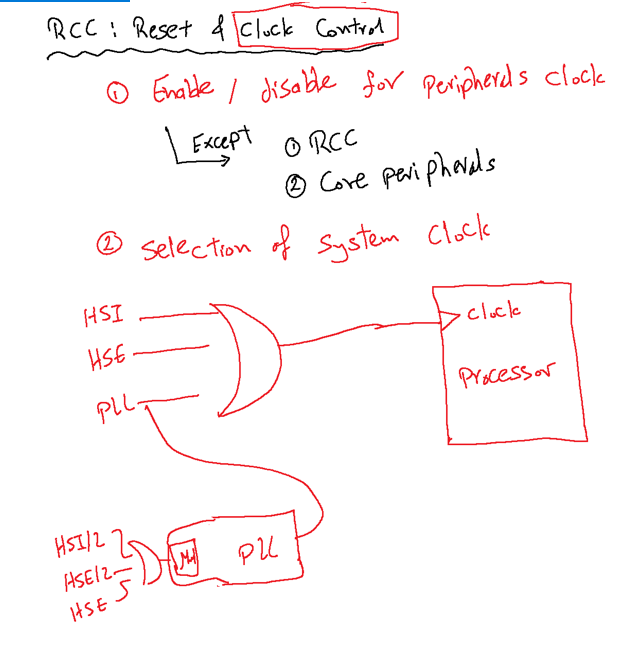 RCC : Reset & Clock Control
① Enable / disable for peripherals clock
Except ① RCC
② Core peripherals
② selection of system clock
HSI
HSE
PLL
clock
processor
HSI/2
HSE/2
HSE
PLL